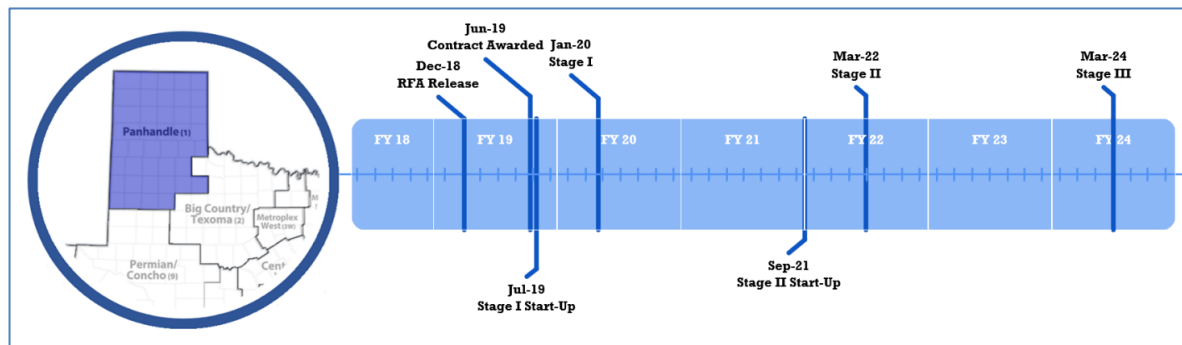 Panhandle (1)
Big Country/
Texoma (2)
Metroplex
West (3W)
Permian/
Concho (9)
Cent
M
Jun-19
Contract Awarded
Dec-18
RFA Release
Jan-20
Stage I
Mar-22
Stage II
Mar-24
Stage III
FY 18
FY 19
FY 20
FY 21
FY 22
FY 23
FY 24
Jul-19
Stage I Start-Up
Sep-21
Stage II Start-Up